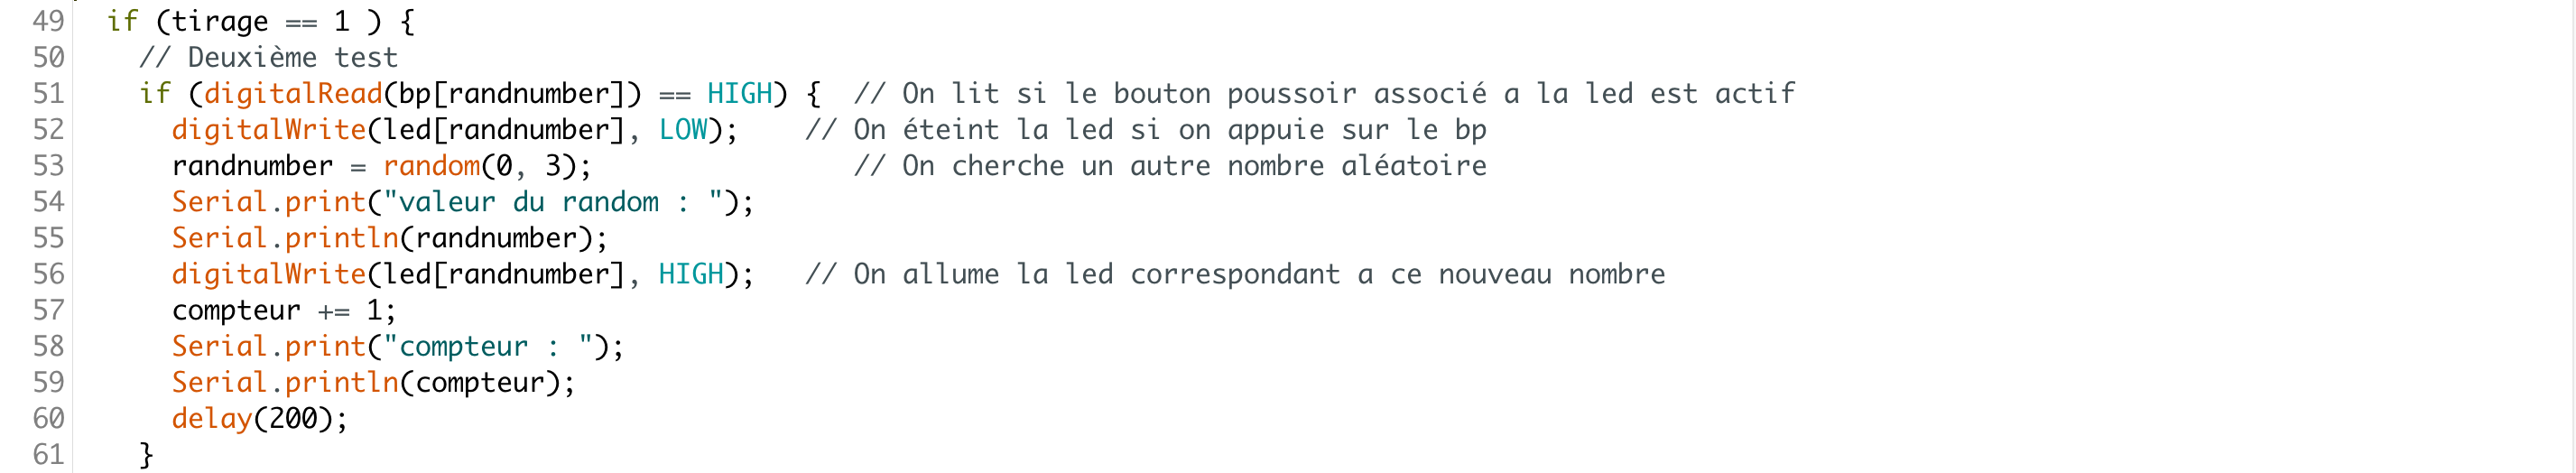 49 if (tirage == 1 ) {
50 // Deuxième test
51 if (digitalRead(bp[randnumber]) == HIGH) { // On lit si le bouton poussoir associé a la led est actif
52 digitalWrite(led[randnumber], LOW); // On éteint la led si on appuie sur le bp
53 randnumber = random(0, 3); // On cherche un autre nombre aléatoire
54 Serial.print("valeur du random : ");
55 Serial.println(randnumber);
56 digitalWrite(led[randnumber], HIGH); // On allume la led correspondant a ce nouveau nombre
57 compteur += 1;
58 Serial.print("compteur : ");
59 Serial.println(compteur);
60 delay(200);
61 }